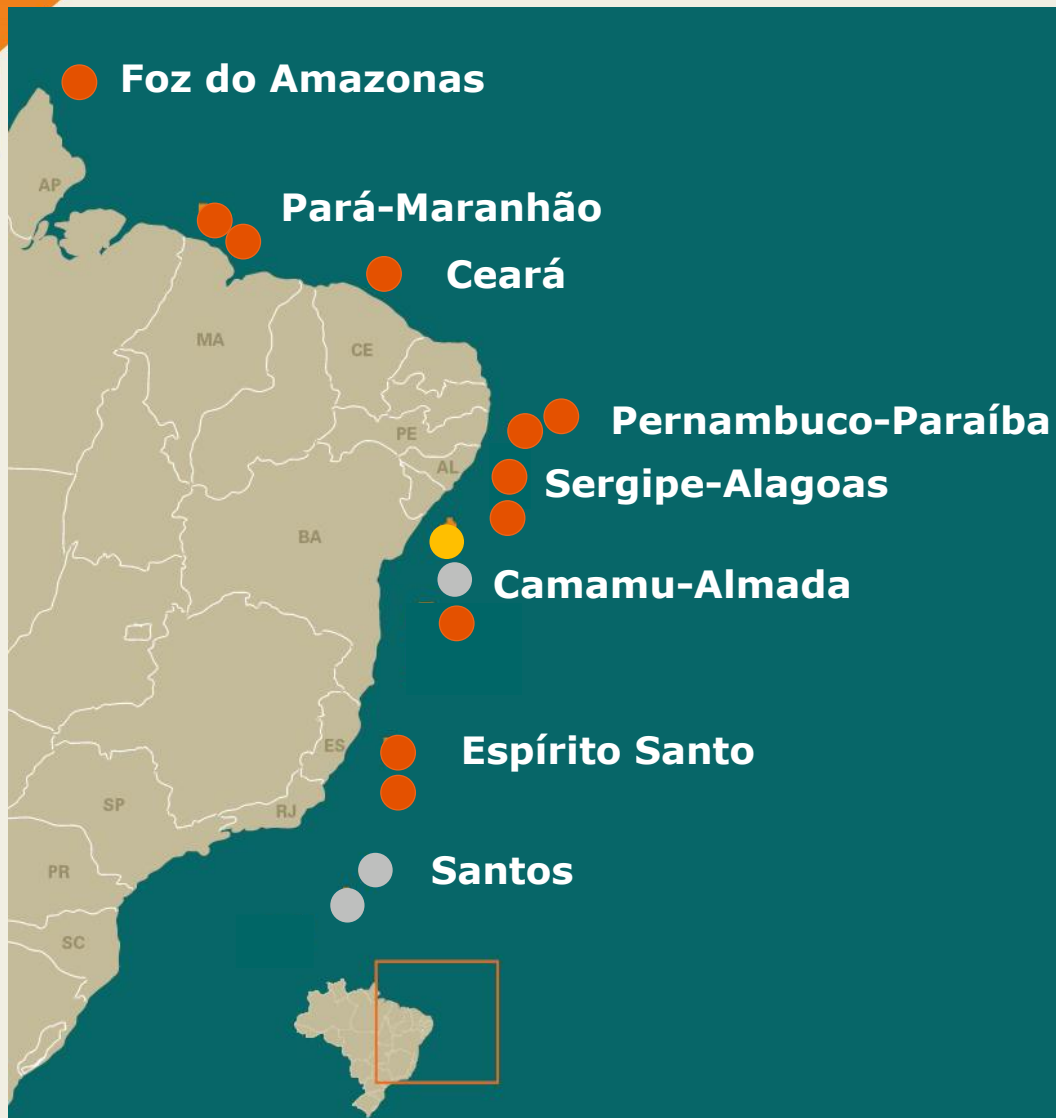 Foz do Amazonas
AP
Pará-Maranhão
Ceará
MA
CE
Pernambuco-Paraíba
PE
AL
Sergipe-Alagoas
BA
Camamu-Almada
ES
Espírito Santo
SP
RJ
PR
Santos
SC